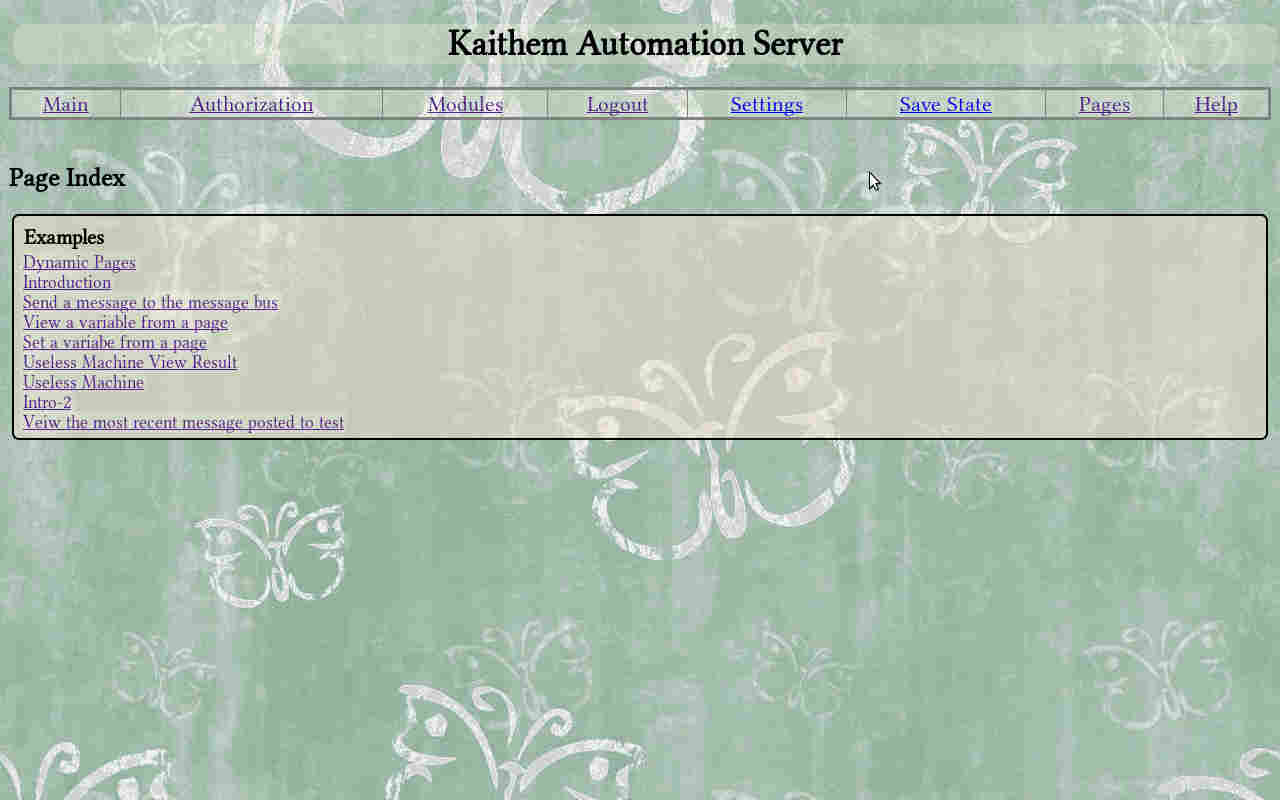 Kaithem Automation Server
Main Authorization Modules Logout Settings Save State Pages Help
Page Index
Examples
Dynamic Pages
Introduction
Send a message to the message bus
View a variable from a page
Set a variabe from a page
Useless Machine View Result
Useless Machine
Intro-2
Veiw the most recent message posted to test